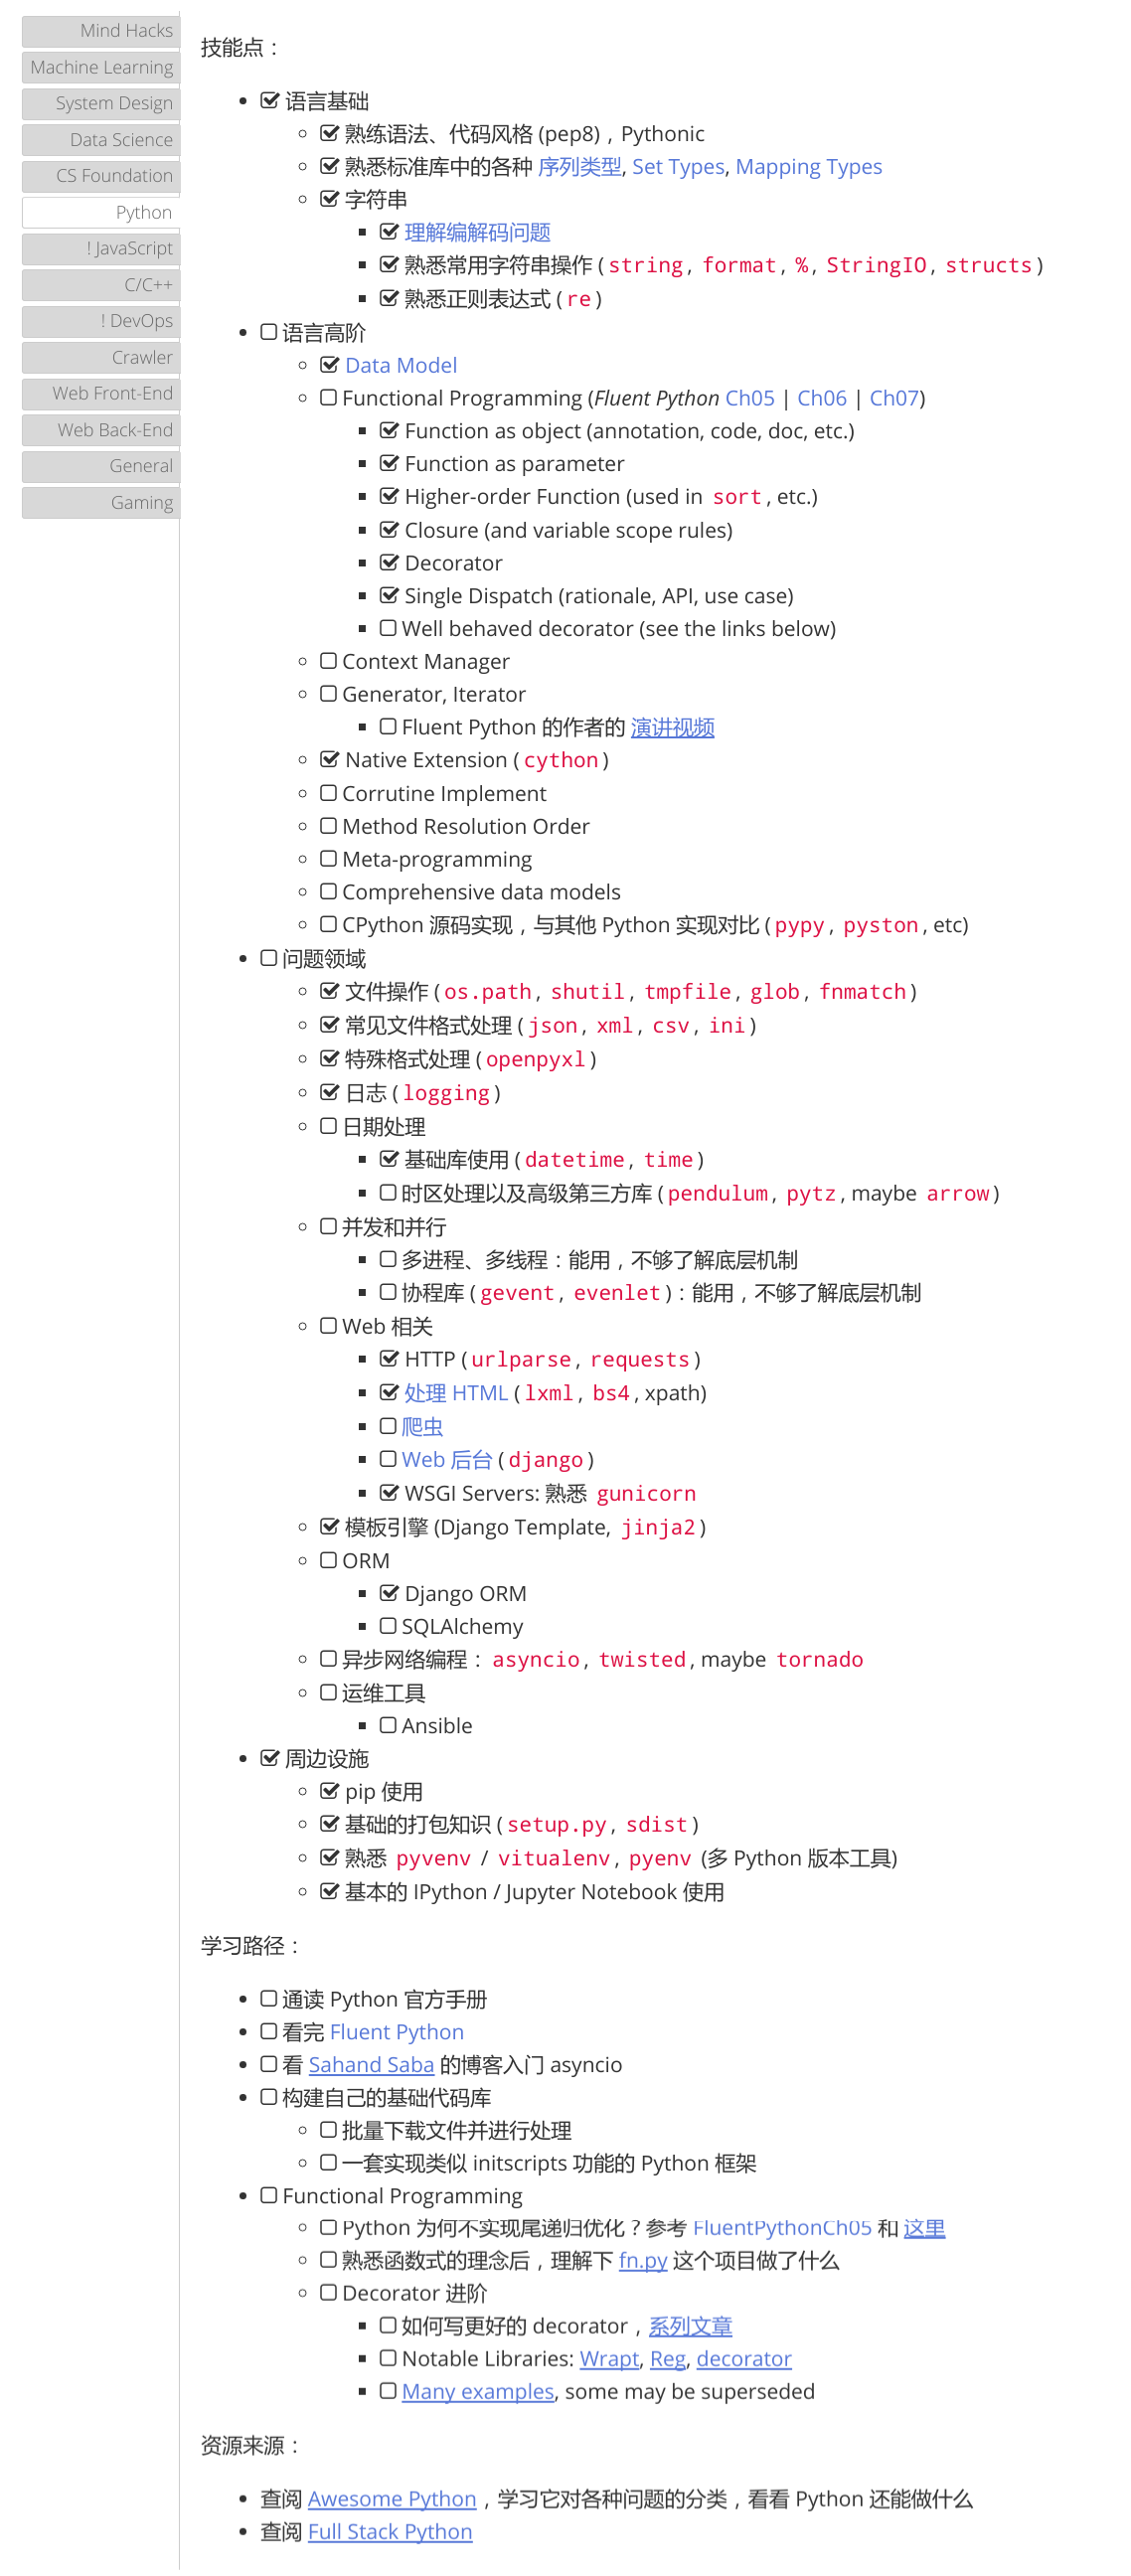 Mind Hacks
Machine Learning
System Design
Data Science
CS Foundation
Python
! JavaScript
C/C++
! DevOps
Crawler
Web Front-End
Web Back-End
General
Gaming
技能点：
语言基础
熟练语法、代码风格 (pep8)，Pythonic
熟悉标准库中的各种 序列类型, Set Types, Mapping Types
字符串
理解编解码问题
熟悉常用字符串操作 (string, format, %, StringIO, structs)
熟悉正则表达式 (re)
语言高阶
Data Model
Functional Programming (Fluent Python Ch05 | Ch06 | Ch07)
Function as object (annotation, code, doc, etc.)
Function as parameter
Higher-order Function (used in sort, etc.)
Closure (and variable scope rules)
Decorator
Single Dispatch (rationale, API, use case)
Well behaved decorator (see the links below)
Context Manager
Generator, Iterator
Fluent Python 的作者的 演讲视频
Native Extension (cython)
Corrutine Implement
Method Resolution Order
Meta-programming
Comprehensive data models
CPython 源码实现，与其他 Python 实现对比 (pypy, pyston, etc)
问题领域
文件操作 (os.path, shutil, tmpfile, glob, fnmatch)
常见文件格式处理 (json, xml, csv, ini)
特殊格式处理 (openpyxl)
日志 (logging)
日期处理
基础库使用 (datetime, time)
时区处理以及高级第三方库 (pendulum, pytz, maybe arrow)
并发和并行
多进程、多线程：能用，不够了解底层机制
协程库 (gevent, evenlet)：能用，不够了解底层机制
Web 相关
HTTP (urlparse, requests)
处理 HTML (lxml, bs4, xpath)
爬虫
Web 后台 (django)
WSGI Servers: 熟悉 gunicorn
模板引擎 (Django Template, jinja2)
ORM
Django ORM
SQLAlchemy
异步网络编程： asyncio, twisted, maybe tornado
运维工具
Ansible
周边设施
pip 使用
基础的打包知识 (setup.py, sdist)
熟悉 pyvenv / vitualenv, pyenv (多 Python 版本工具)
基本的 IPython / Jupyter Notebook 使用
学习路径：
通读 Python 官方手册
看完 Fluent Python
看 Sahand Saba 的博客入门 asyncio
构建自己的基础代码库
批量下载文件并进行处理
一套实现类似 initscripts 功能的 Python 框架
Functional Programming
Python 为何不实现尾递归优化？参考 FluentPythonCh05 和 这里
熟悉函数式的理念后，理解下 fn.py 这个项目做了什么
Decorator 进阶
如何写更好的 decorator，系列文章
Notable Libraries: Wrapt, Reg, decorator
Many examples, some may be superseded
资源来源：
查阅 Awesome Python，学习它对各种问题的分类，看看 Python 还能做什么
查阅 Full Stack Python